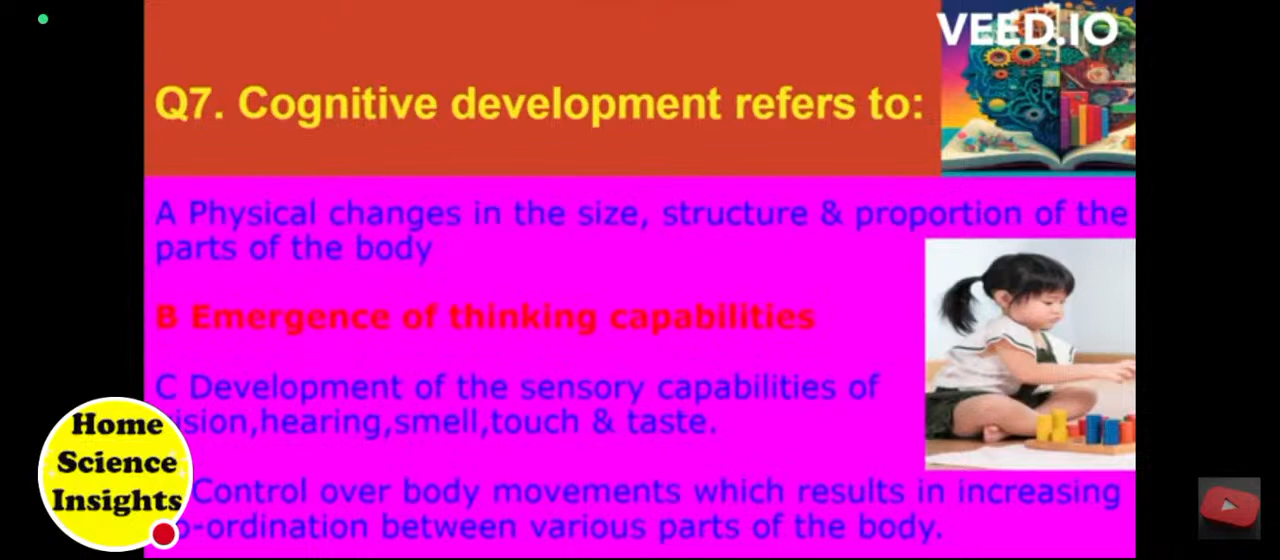 VEED.IO
Q7. Cognitive development refers to:
A Physical changes in the size, structure & proportion of the
parts of the body
B Emergence of thinking capabilities
C Development of the sensory capabilities of
ision,hearing,smell,touch & taste.
Control over body movements which results in increasing
o-ordination between various parts of the body.
Home
Science
Insights